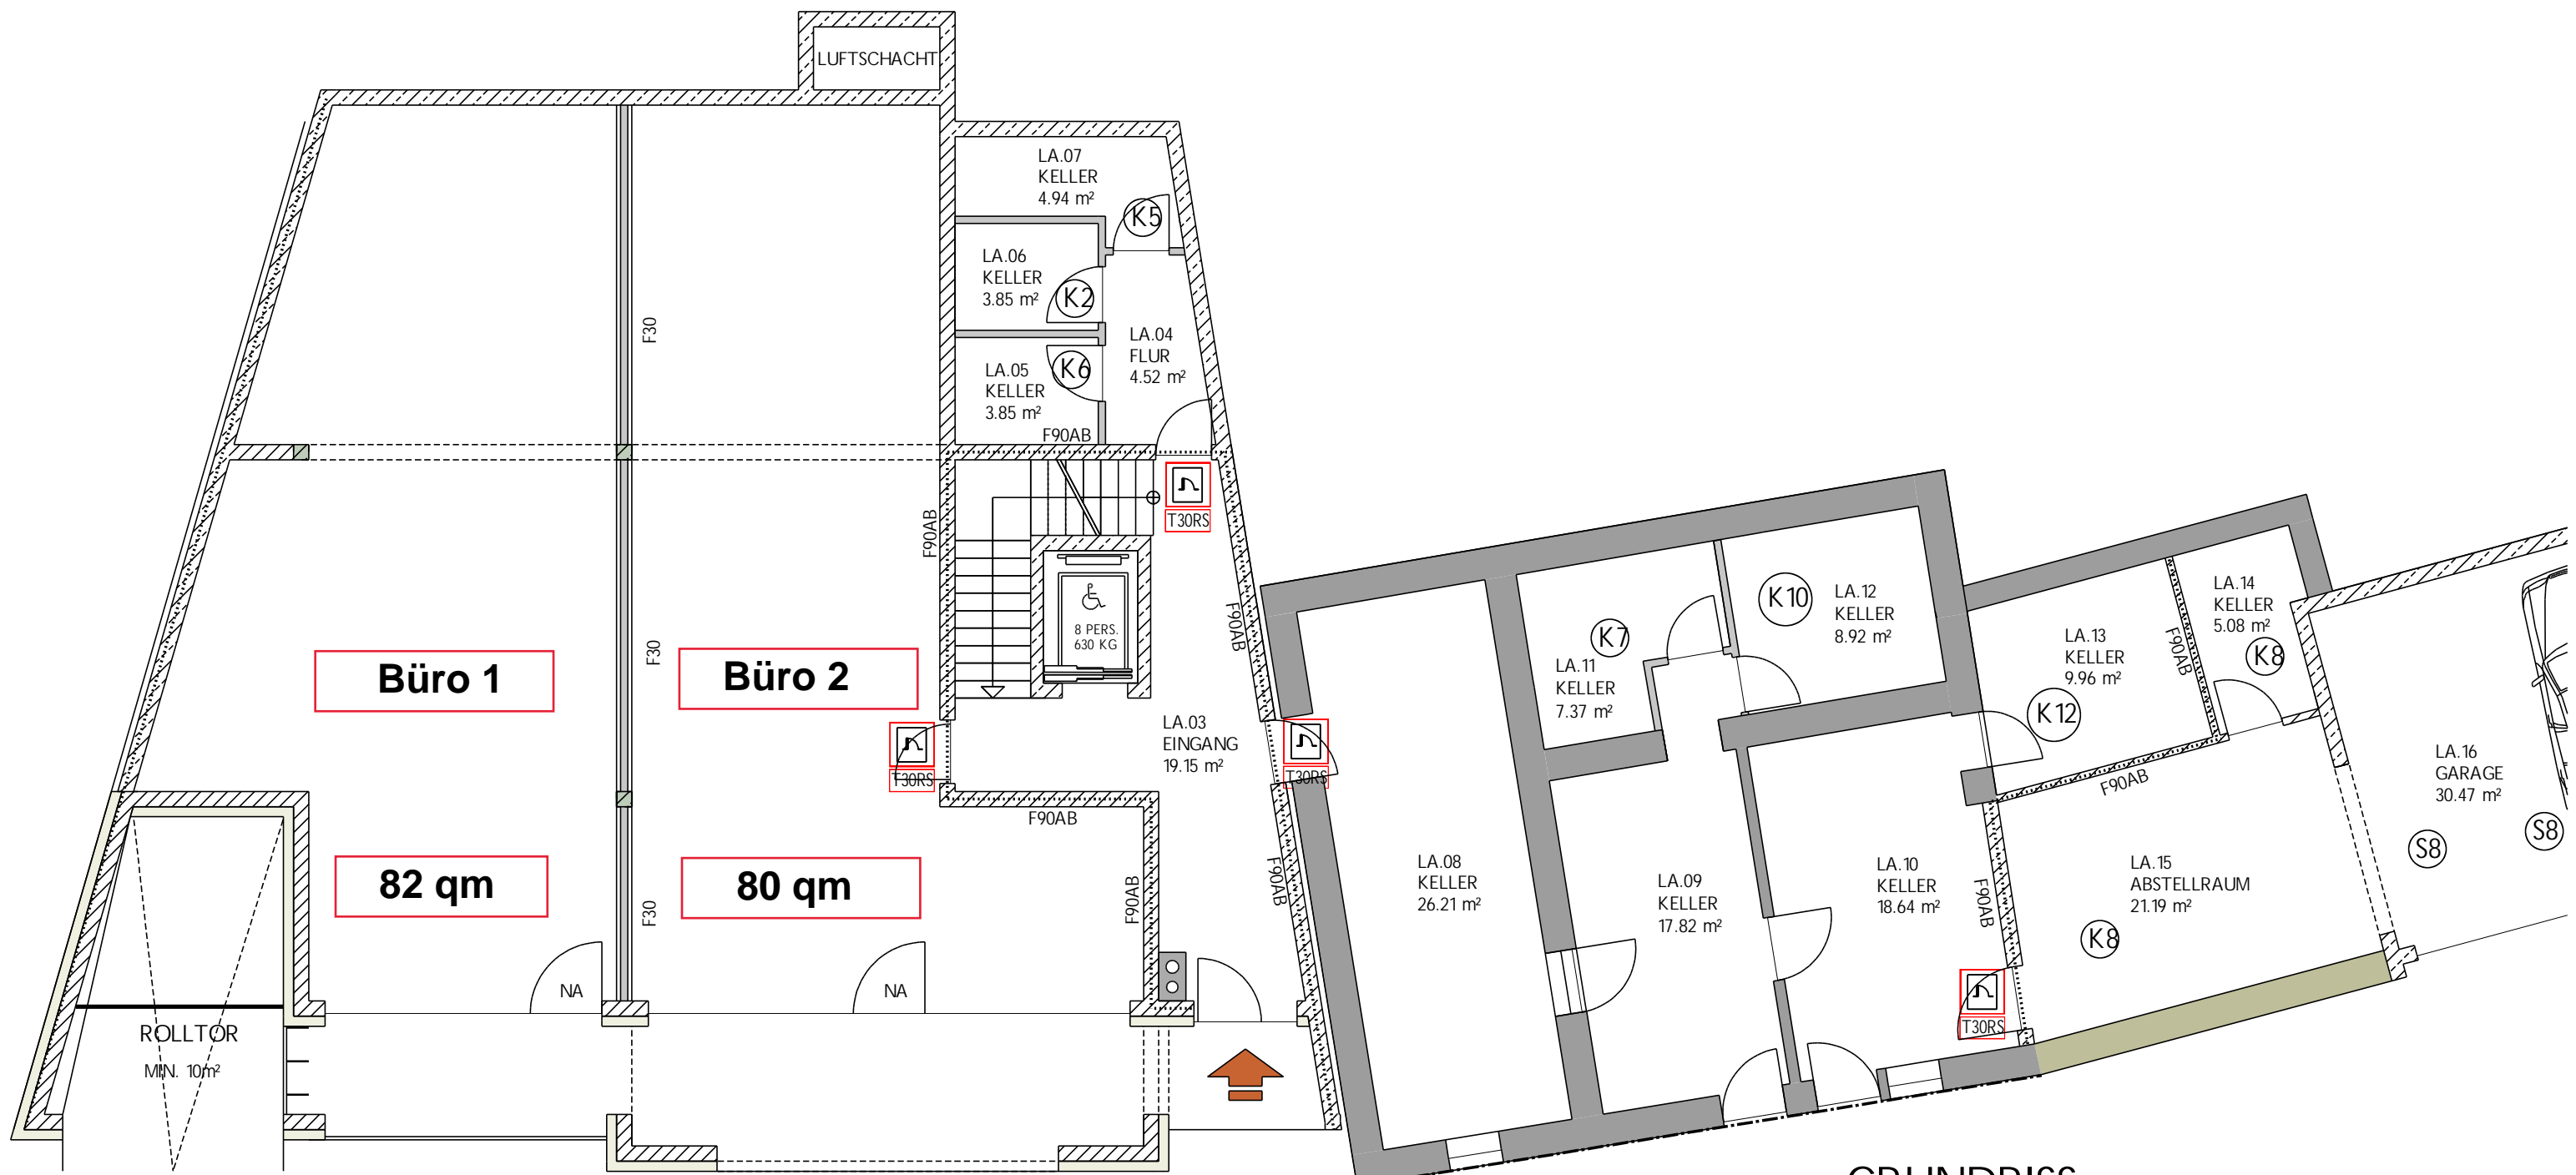 LUFTSCHACHT
LA.07
KELLER
4.94 m²
K5
LA.06
KELLER
3.85 m²
K2
LA.04
FLUR
4.52 m²
LA.05
KELLER
3.85 m²
K6
F90AB
F30
F90AB
T30RS
8 PERS.
630 KG
F90AB
F30
Büro 1
Büro 2
T30RS
LA.03
EINGANG
19.15 m²
T30RS
F90AB
82 qm
80 qm
F30
F90AB
F90AB
NA
NA
ROLLTOR
MIN. 10m²
LA.08
KELLER
26.21 m²
LA.11
KELLER
7.37 m²
K7
K10
LA.12
KELLER
8.92 m²
LA.09
KELLER
17.82 m²
LA.10
KELLER
18.64 m²
F90AB
T30RS
LA.13
KELLER
9.96 m²
K12
F90AB
LA.14
KELLER
5.08 m²
K8
F90AB
LA.15
ABSTELLRAUM
21.19 m²
K8
LA.16
GARAGE
30.47 m²
S8
S8